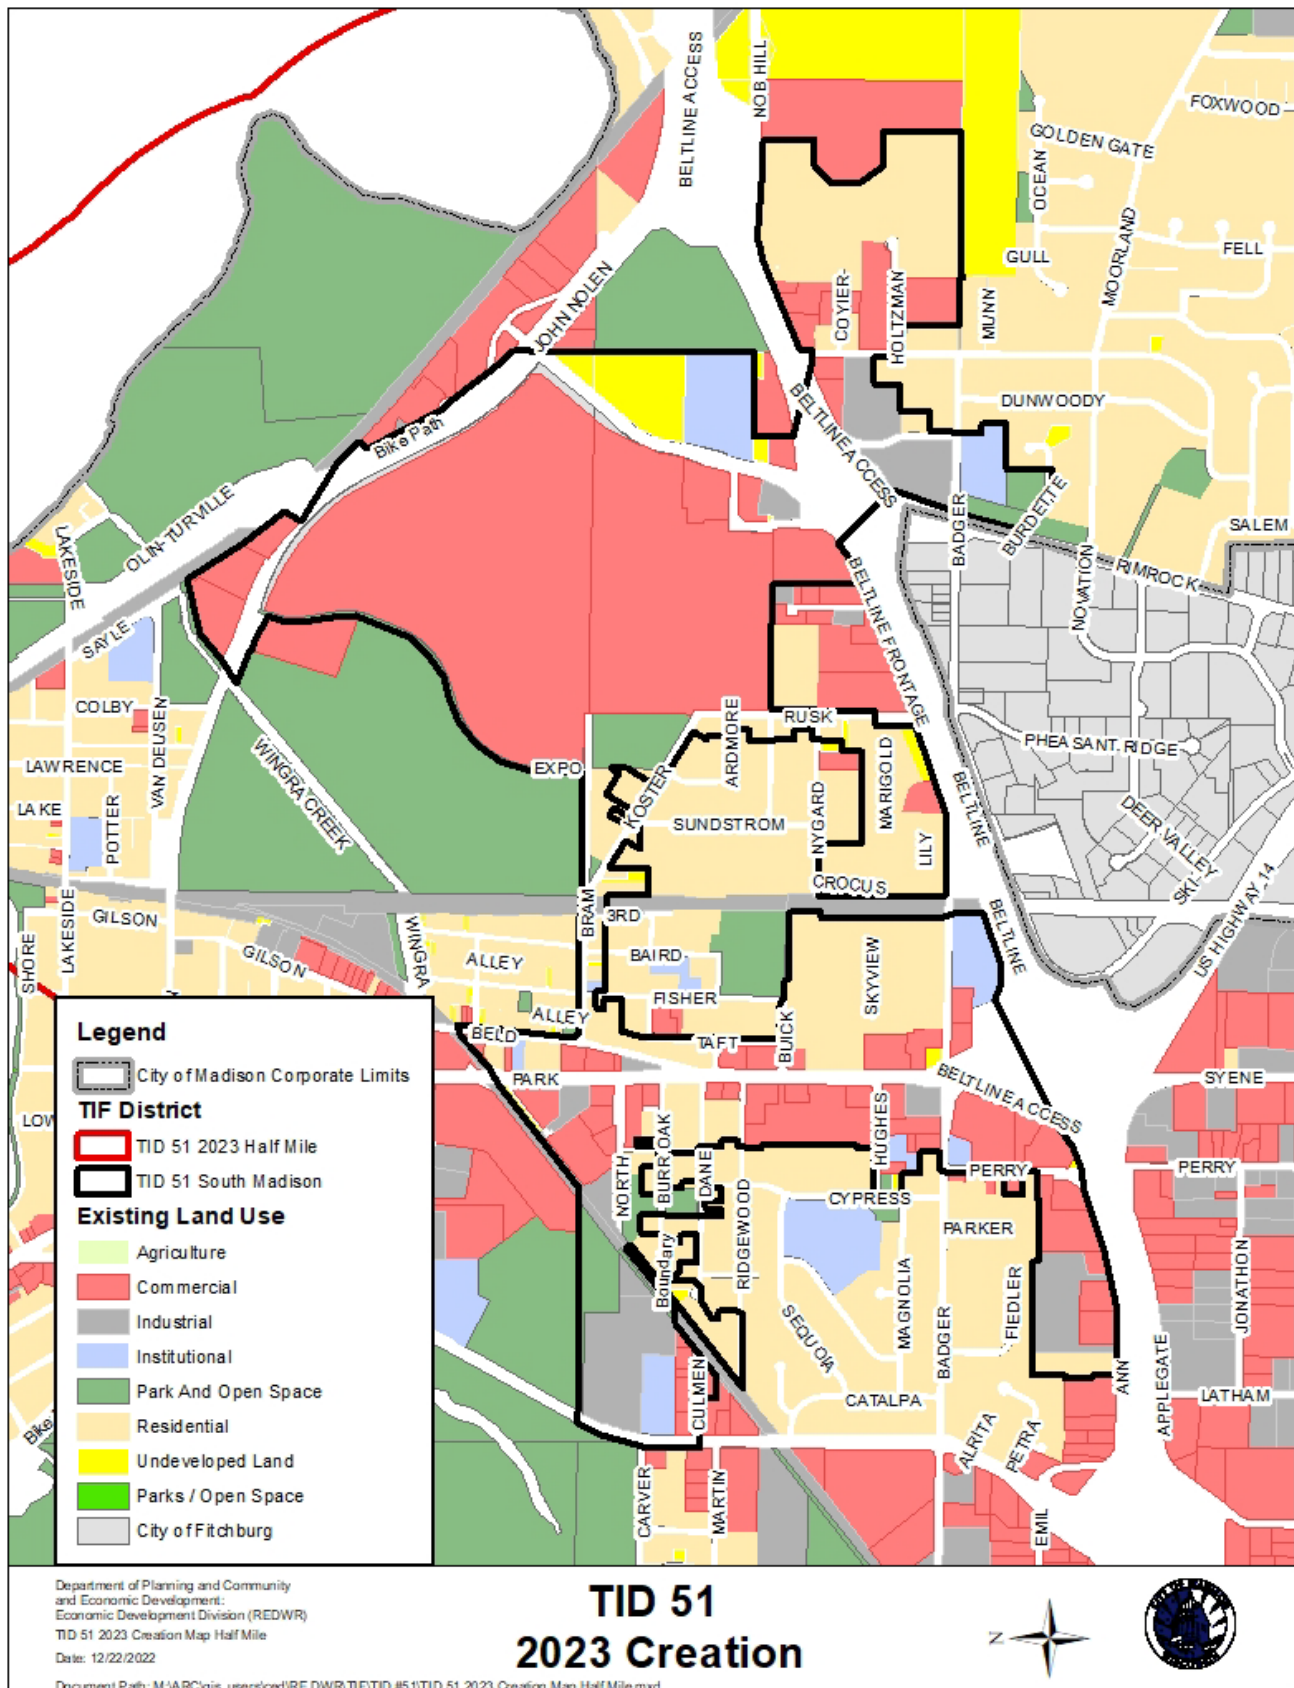 BELTLINE ACCESS
NOB HILL
FOXWOOD
GOLDEN GATE
OCEAN
MOORLAND
FELL
GULL
JOHN NOLEN
COYIER
HOLTZMAN
MUNN
DUNWOODY
BELTLINE ACCESS
Bike Path
BADGER
BURDETTE
SALEM
OLIN-TURVILLE
LAKESIDE
RIMROCK
NOVATION
SAYLE
BELTLINE FRONTAGE
COLBY
VAN DEUSEN
ARDMORE
RUSK
PHEASANT RIDGE
LAWRENCE
WINGRA CREEK
EXPO
KOSTER
NYGARD
MARIGOLD
BELTLINE
LAKE
POTTER
SUNDSTROM
LILY
DEER VALLEY
SKI
US HIGHWAY 14
CROCUS
LAKESIDE
GILSON
BRAM
3RD
BELTLINE
SHORE
GILSON
WINGRA
ALLEY
BAIRD
SKYVIEW
FISHER
ALLEY
BELD
TAFT
BUICK
PARK
BELTLINE ACCESS
SYENE
LOW
NORTH
BURR OAK
DANE
HUGHES
PERRY
PERRY
CYPRESS
RIDGEWOOD
PARKER
Boundary
MAGNOLIA
FIEDLER
JONATHON
SEQUOIA
BADGER
CULMEN
CATALPA
ANN
APPLEGATE
LATHAM
ALRITA
PETRA
Bike
CARVER
MARTIN
EMIL
Legend
City of Madison Corporate Limits
TIF District
TID 51 2023 Half Mile
TID 51 South Madison
Existing Land Use
Agriculture
Commercial
Industrial
Institutional
Park And Open Space
Residential
Undeveloped Land
Parks / Open Space
City of Fitchburg
Department of Planning and Community
and Economic Development:
Economic Development Division (REDWR)
TID 51 2023 Creation Map Half Mile
Date: 12/22/2022
TID 51
2023 Creation
N